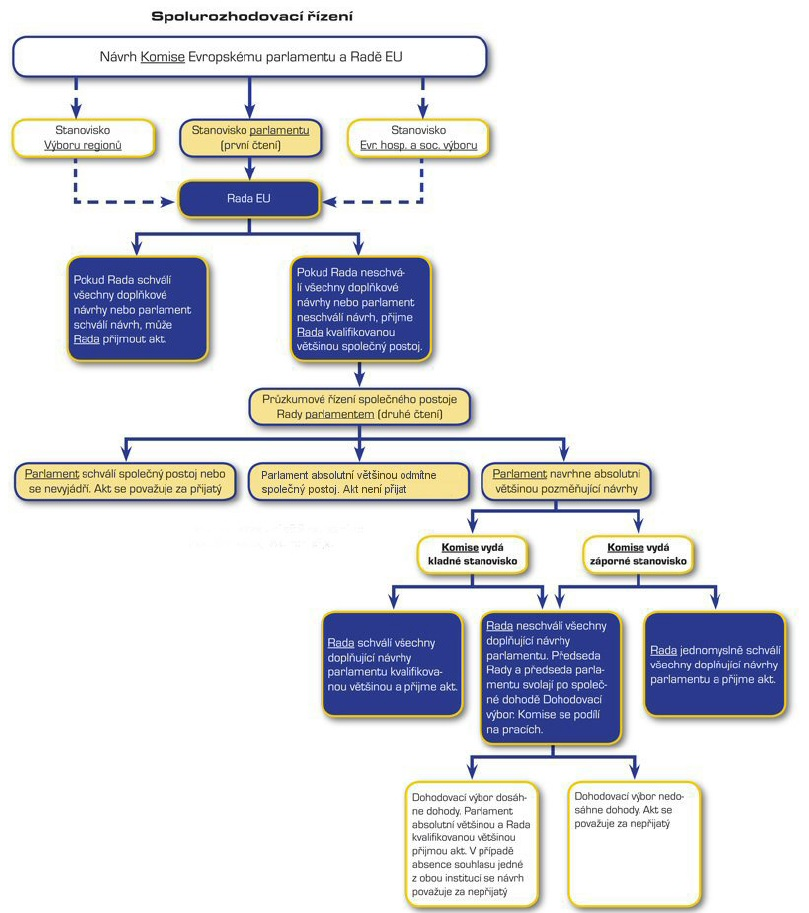 Spolurozhodovací řízení
Návrh Komise Evropskému parlamentu a Radě EU
Stanovisko
Výboru regionů
Stanovisko parlamentu
(první čtení)
Stanovisko
Evr. hosp. a soc. výboru
Rada EU
Pokud Rada schválí
všechny doplňkové
návrhy nebo parlament
schválí návrh, může
Rada přijmout akt.
Pokud Rada neschvá-
lí všechny doplňkové
návrhy nebo parlament
neschválí návrh, přijme
Rada kvalifikovanou
většinou společný postoj.
Průzkumové řízení společného postoje
Rady parlamentem (druhé čtení)
Parlament schválí společný postoj nebo
se nevyjádří. Akt se považuje za přijatý
Parlament absolutní většinou odmítne
společný postoj. Akt není přijat
Parlament navrhne absolutní
většinou pozměňující návrhy
Komise vydá
kladné stanovisko
Komise vydá
záporné stanovisko
Rada schválí všechny
doplňující návrhy
parlamentu kvalifikova-
nou většinou a přijme akt.
Rada neschválí všechny
doplňující návrhy
parlamentu. Předseda
Rady a předseda parla-
mentu svolají po společ-
né dohodě Dohodovací
výbor. Komise se podílí
na pracích.
Rada jednomyslně schválí
všechny doplňující návrhy
parlamentu a přijme akt.
Dohodovací výbor dosáh-
ne dohody. Parlament
absolutní většinou a Rada
kvalifikovanou většinou
přijmou akt. V případě
absence souhlasu jedné
z obou institucí se návrh
považuje za nepřijatý
Dohodovací výbor nedo-
sáhne dohody. Akt se
považuje za nepřijatý